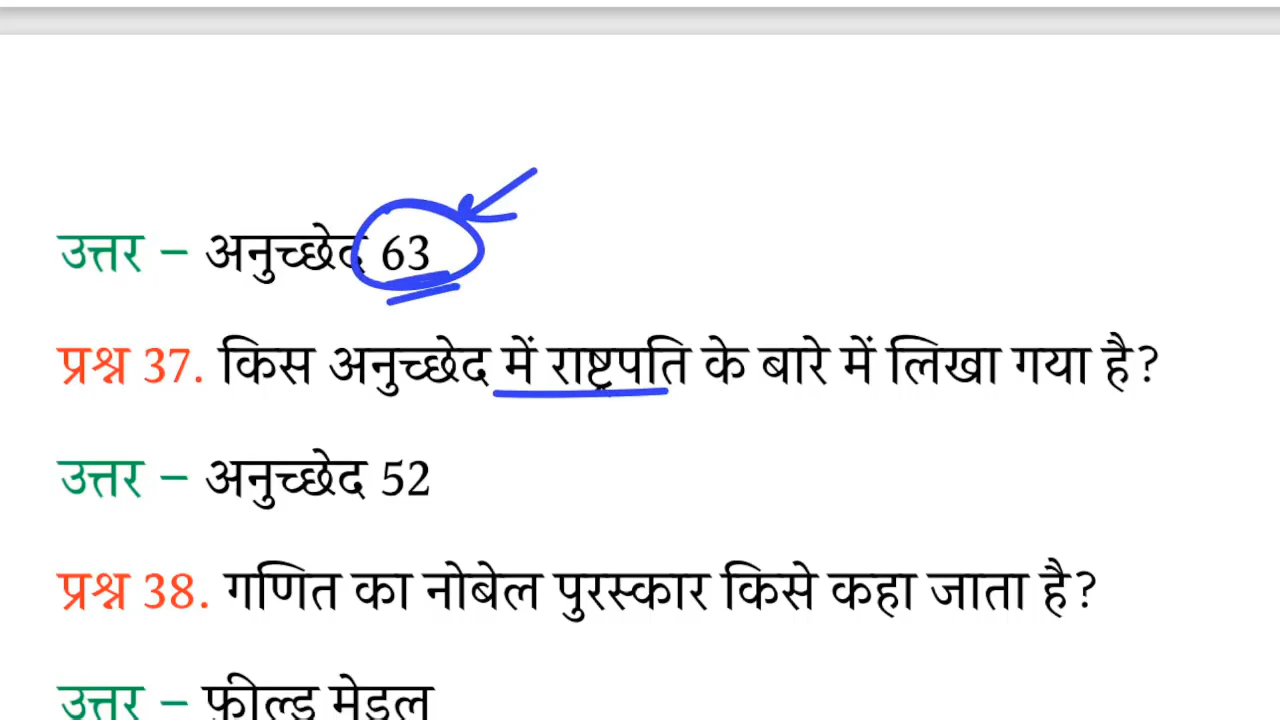 उत्तर – अनुच्छेद 63
प्रश्न 37. किस अनुच्छेद में राष्ट्रपति के बारे में लिखा गया है?
उत्तर – अनुच्छेद 52
प्रश्न 38. गणित का नोबेल पुरस्कार किसे कहा जाता है?
उत्तर – फ़ील्ड मेडल